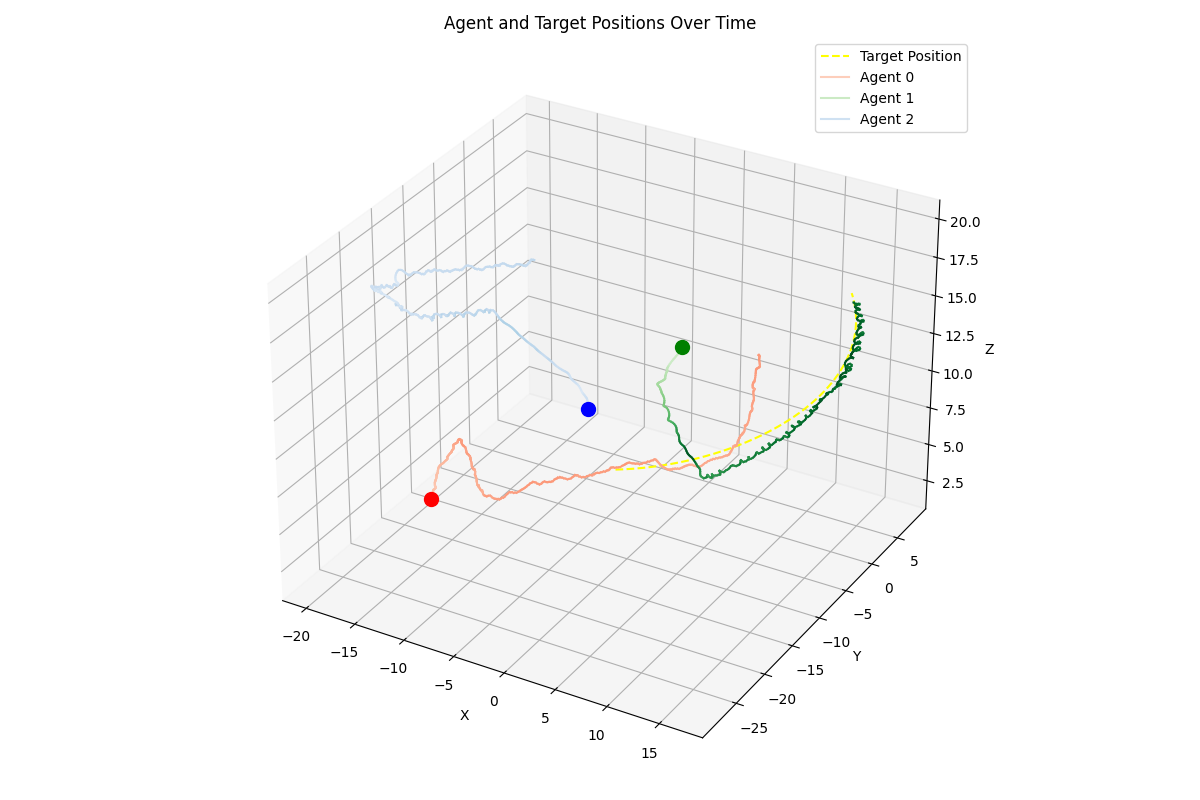 Agent and Target Positions Over Time
Target Position
Agent 0
Agent 1
Agent 2
20.0
17.5
15.0
12.5
10.0
7.5
5.0
2.5
Z
5
0
−5
−10
−15
−20
−25
Y
−20
−15
−10
−5
0
5
10
15
X